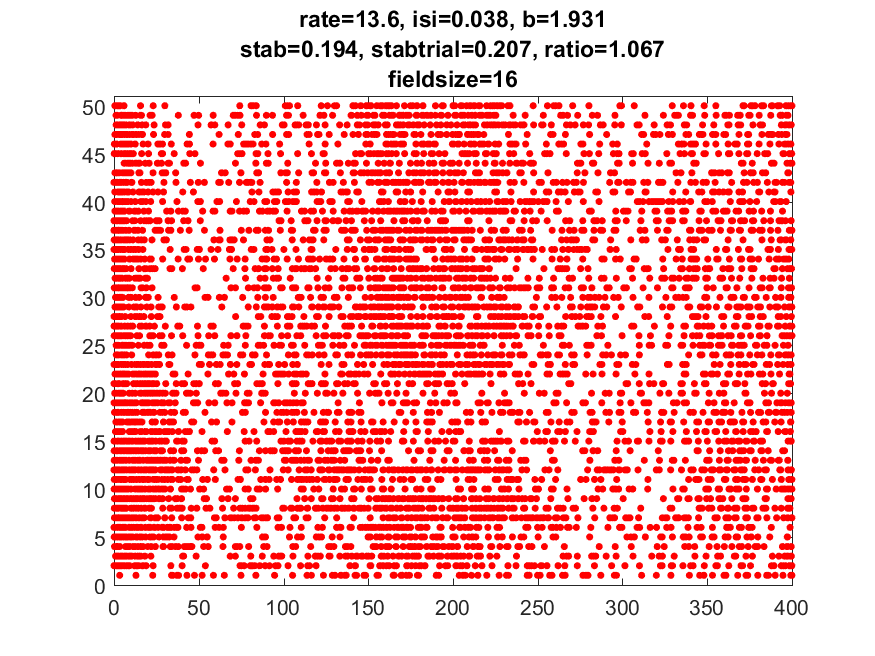 rate=13.6, isi=0.038, b=1.931
stab=0.194, stabtrial=0.207, ratio=1.067
fieldsize=16
50
45
40
35
30
25
20
15
10
5
0
0 50 100 150 200 250 300 350 400